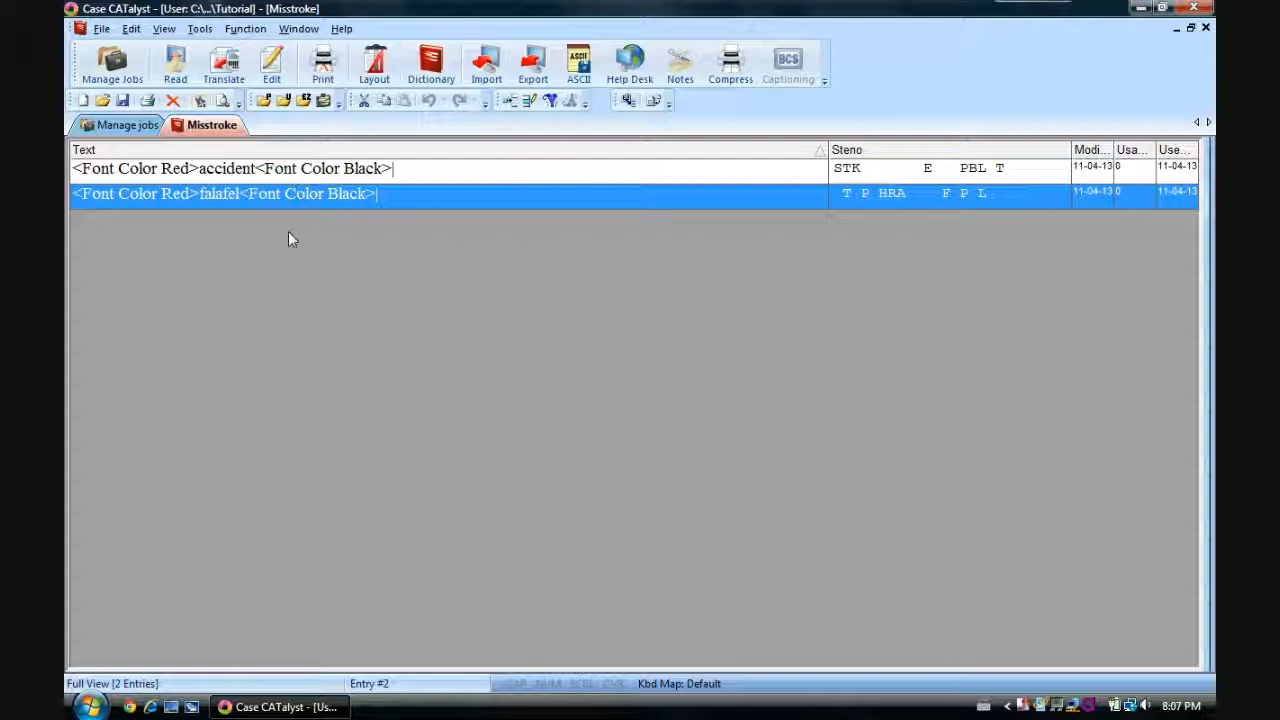 Case CATalyst - [User: C:\...\Tutorial] - [Misstroke]
File Edit View Tools Function Window Help
Manage Jobs Read Translate Edit Print Layout Dictionary Import Export ASCII Help Desk Notes Compress Captioning
Manage jobs Misstroke
Text Steno Modi... Usa... Use...
<Font Color Red>accident<Font Color Black>| STK E PBL T 11-04-13 0 11-04-13
<Font Color Red>falafel<Font Color Black>| T P HRA F P L 11-04-13 0 11-04-13
Full View [2 Entries] Entry #2 Kbd Map: Default
Case CATalyst - [Us... 8:07 PM